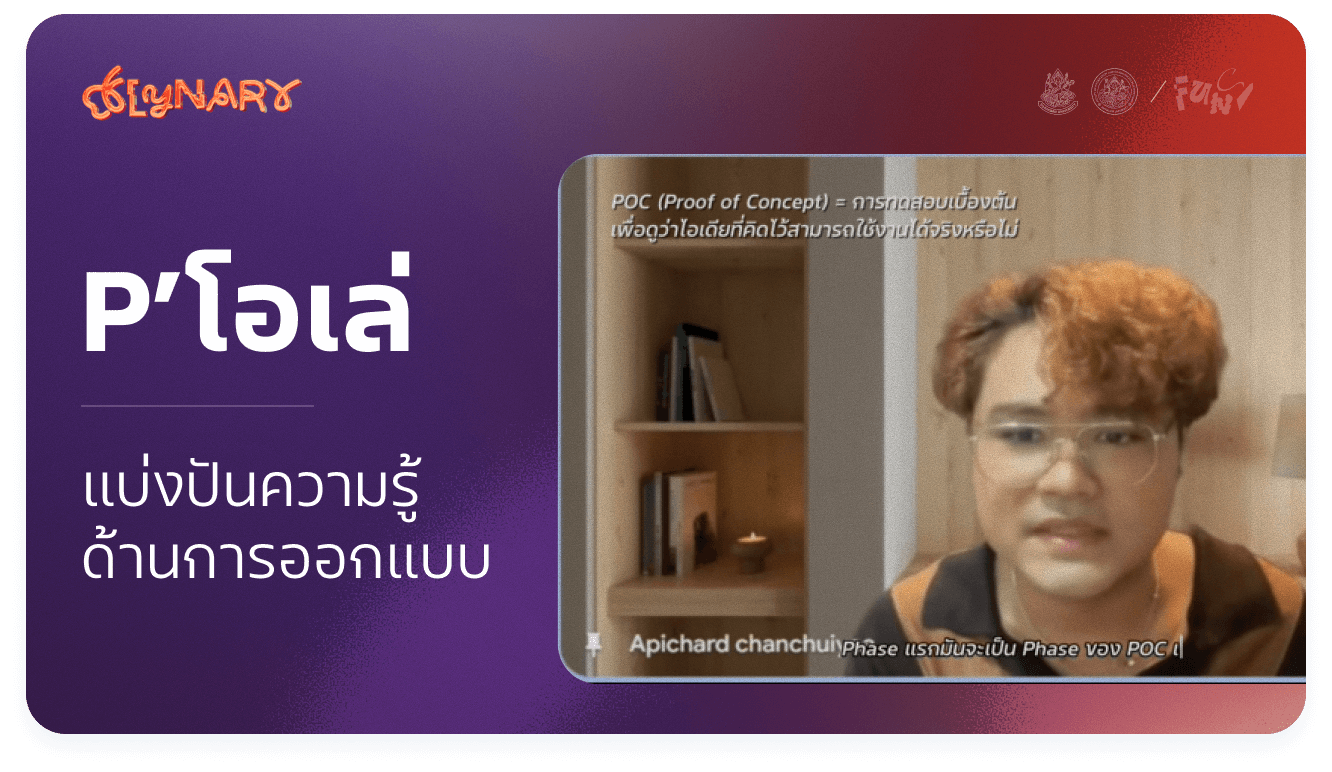 P'โอเล่
แบ่งปันความรู้
ด้านการออกแบบ
POC (Proof of Concept) = การทดสอบเบื้องต้น
เพื่อดูว่าไอเดียที่คิดไว้สามารถใช้งานได้จริงหรือไม่
Apichard chanchuiy
Phase แรกมันจะเป็น Phase ของ POC เ